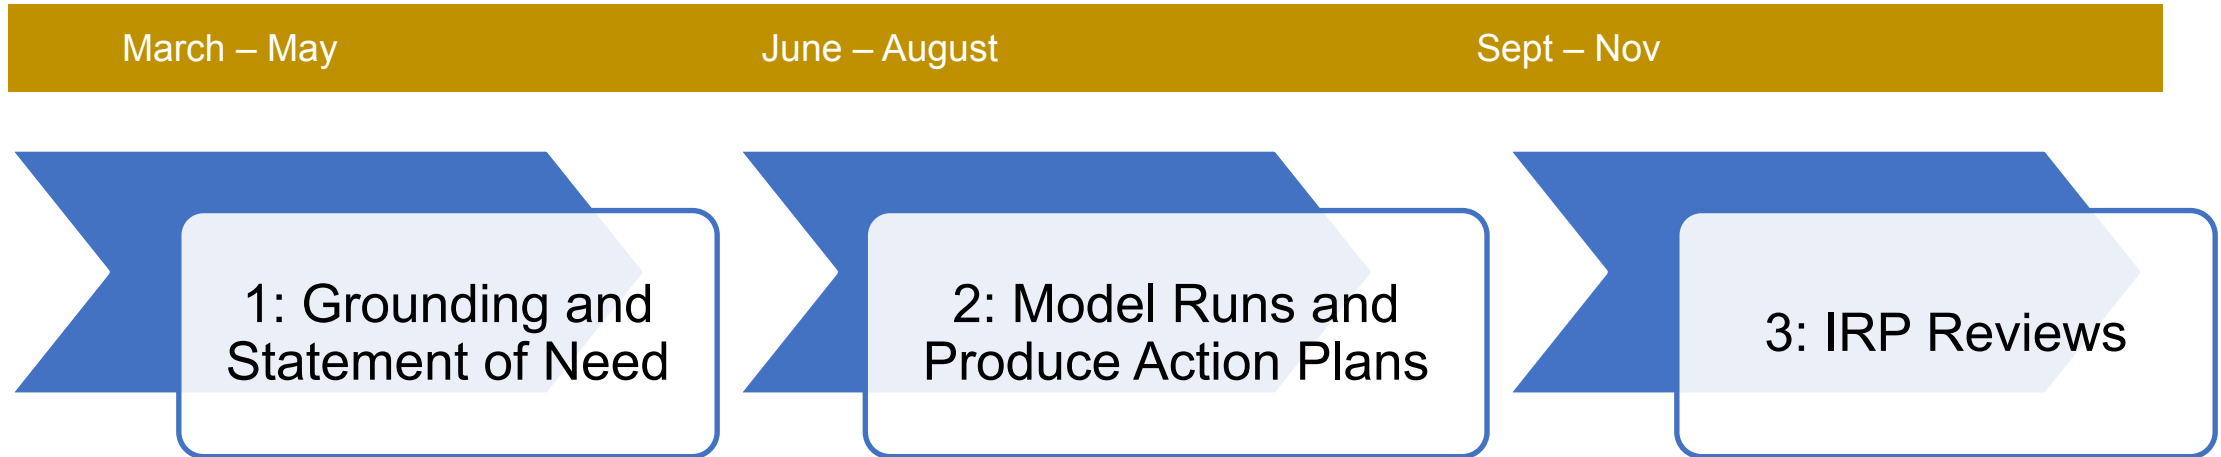 March – May
June – August
Sept – Nov
1: Grounding and
Statement of Need
2: Model Runs and
Produce Action Plans
3: IRP Reviews